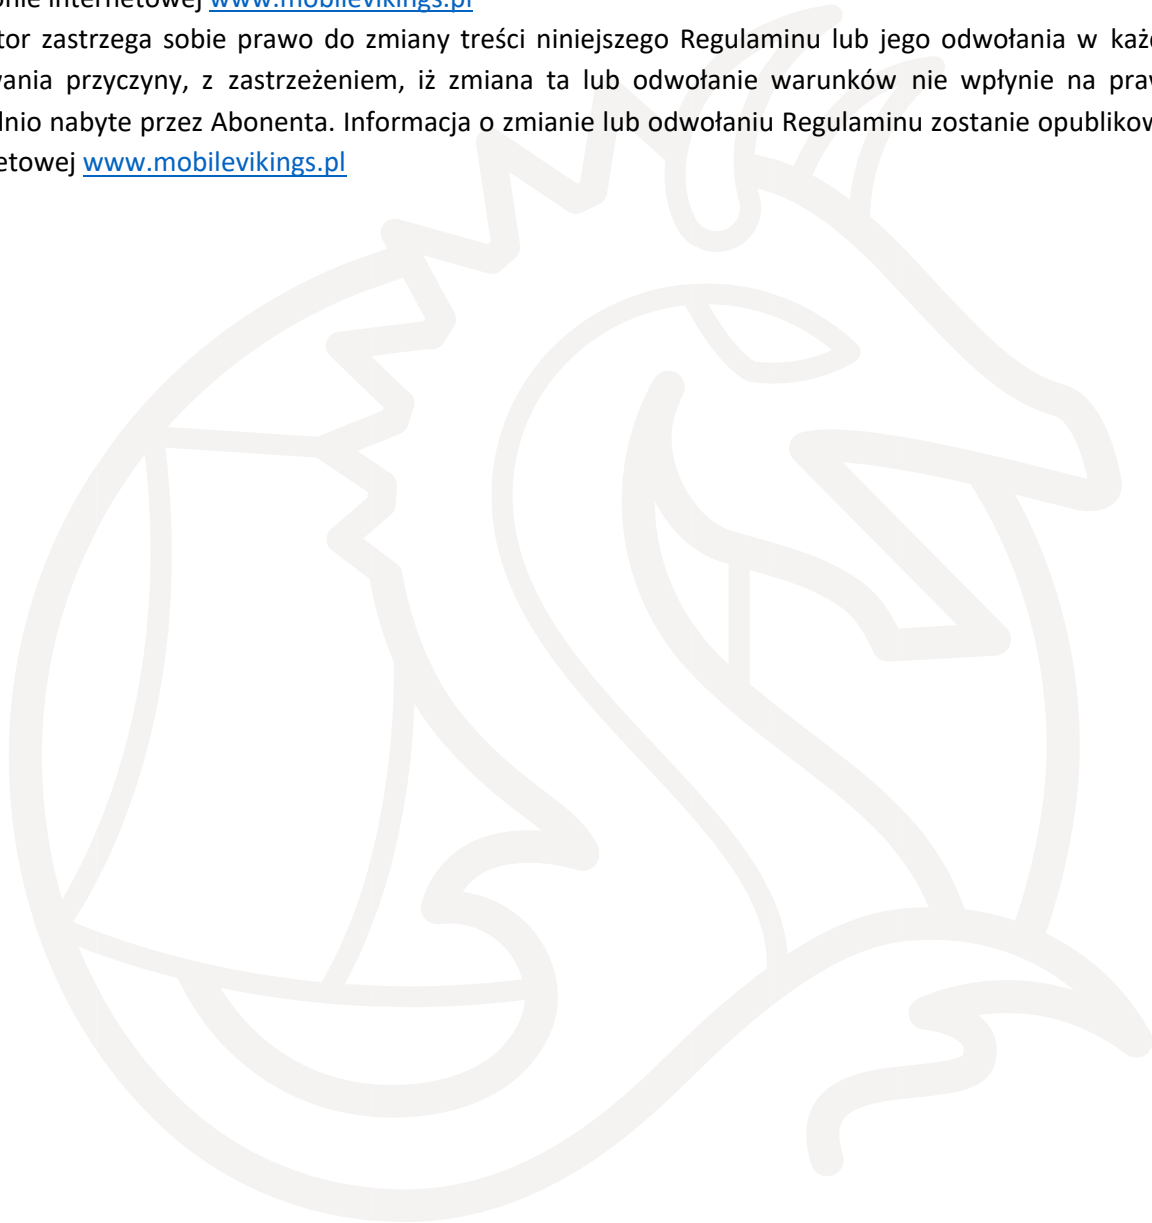 onie internetowej www.mobilevikings.pl
tor zastrzega sobie prawo do zmiany treści niniejszego Regulaminu lub jego odwołania w każ
wania przyczyny, z zastrzeżeniem, iż zmiana ta lub odwołanie warunków nie wpłynie na pra
dnio nabyte przez Abonenta. Informacja o zmianie lub odwołaniu Regulaminu zostanie opubliko
etowej www.mobilevikings.pl